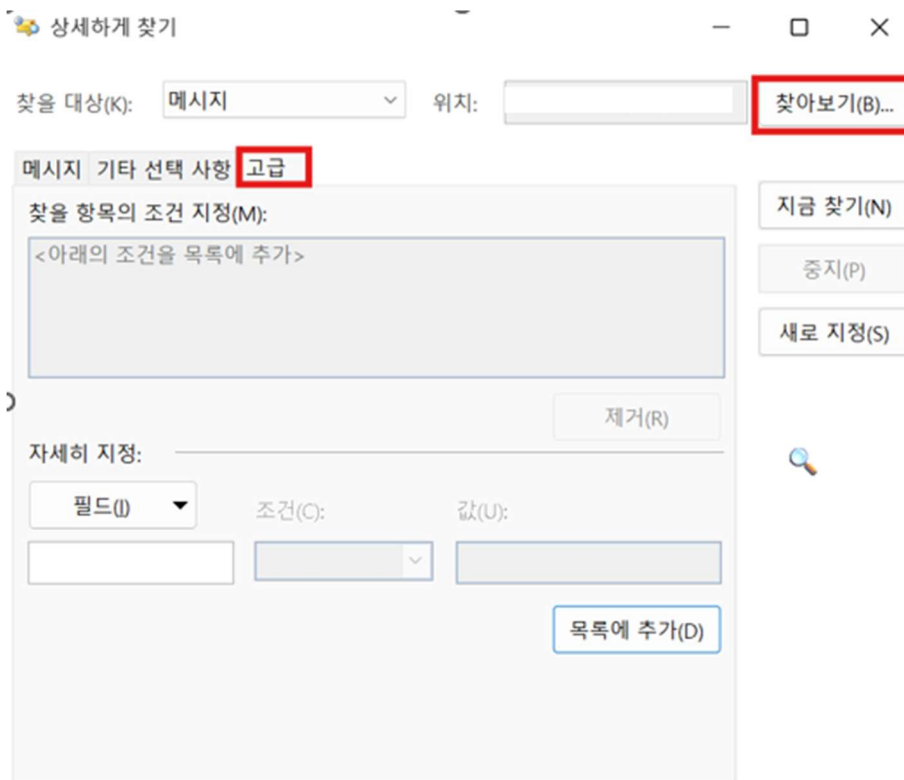 상세하게 찾기
찾을 대상(K): 메시지 위치: 찾아보기(B)...
메시지 기타 선택 사항 고급
찾을 항목의 조건 지정(M):
<아래의 조건을 목록에 추가>
지금 찾기(N)
중지(P)
새로 지정(S)
제거(R)
자세히 지정:
필드(I) 조건(C): 값(U):
목록에 추가(D)